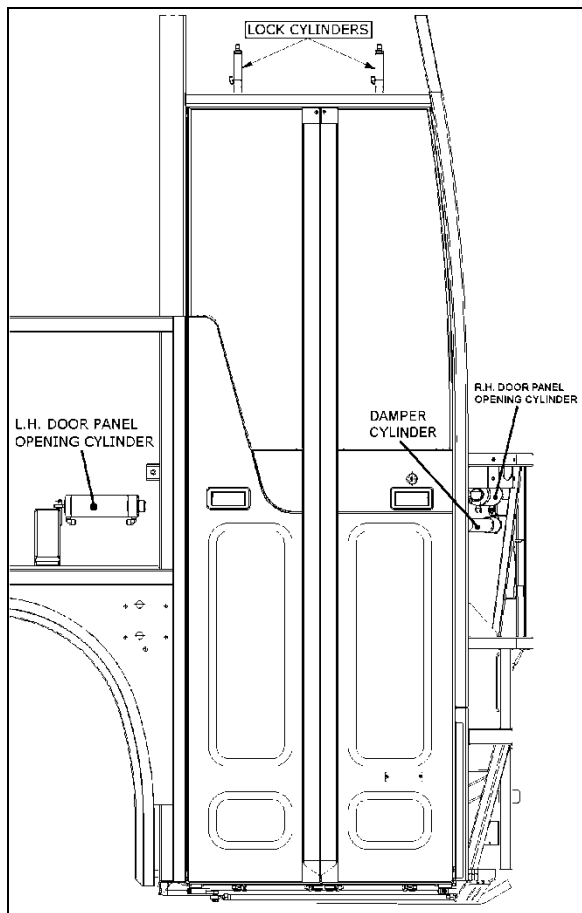 LOCK CYLINDERS
R.H. DOOR PANEL
OPENING CYLINDER
DAMPER
CYLINDER
L.H. DOOR PANEL
OPENING CYLINDER